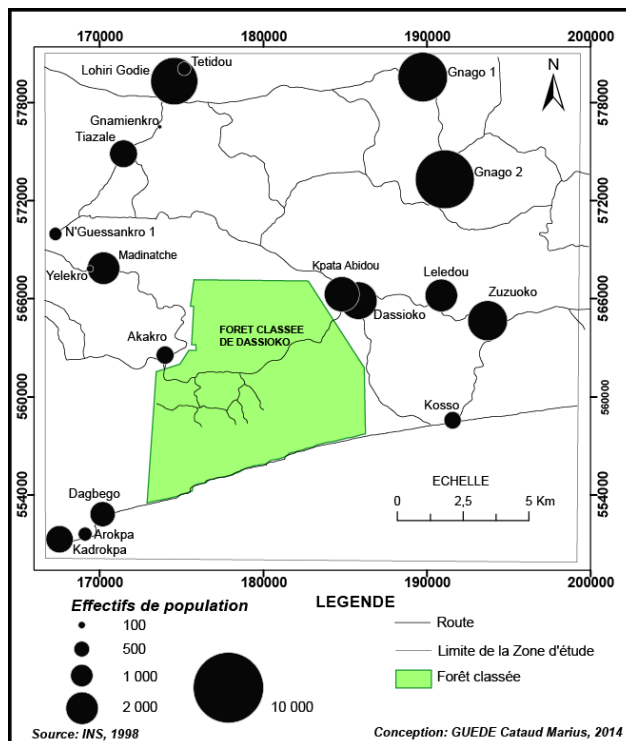 170000 180000 190000 200000
Tetidou
Lohiri Godie
Gnago 1
N
578000 578000
Gnamienkro
Tiazale
Gnago 2
572000 572000
N'Guessankro 1
Madinatche
Yelekro
Kpata Abidou
Leledou
Zuzuoko
566000 566000
Dassioko
FORET CLASSEE
DE DASSIOKO
Akakro
560000 560000
Kosso
ECHELLE
0 2,5 5 Km
554000 554000
Dagbego
Arokpa
Kadrokpa
170000 180000 190000 200000
LEGENDE
Effectifs de population
100
500
1 000
2 000
10 000
Route
Limite de la Zone d'étude
Forêt classée
Source: INS, 1998
Conception: GUEDE Cataud Marius, 2014